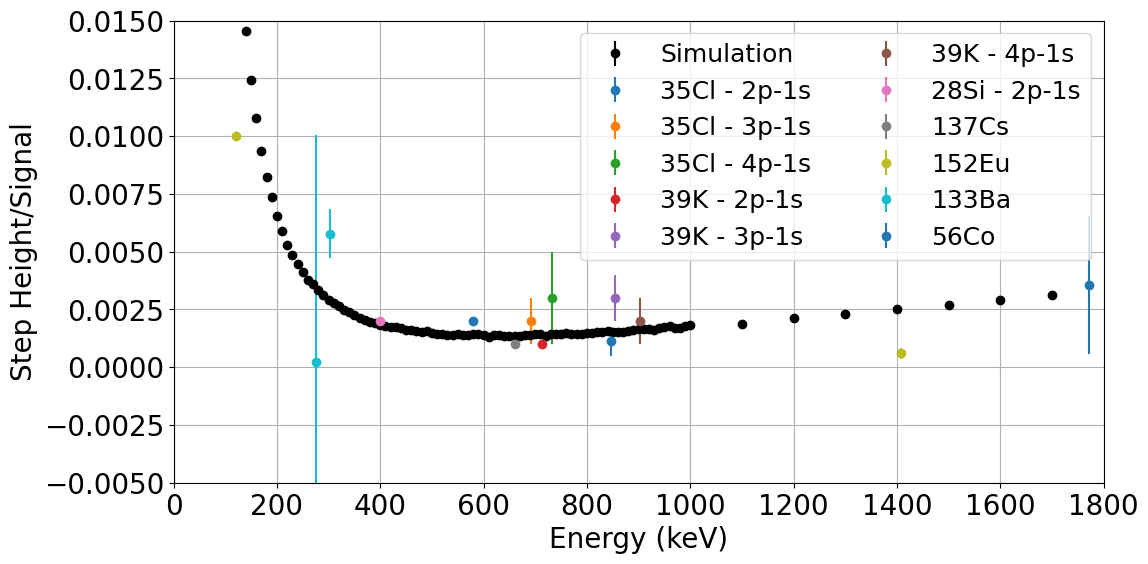 0.0150
0.0125
0.0100
0.0075
0.0050
0.0025
0.0000
−0.0025
−0.0050
Step Height/Signal
Simulation
35Cl - 2p-1s
35Cl - 3p-1s
35Cl - 4p-1s
39K - 2p-1s
39K - 3p-1s
39K - 4p-1s
28Si - 2p-1s
137Cs
152Eu
133Ba
56Co
0 200 400 600 800 1000 1200 1400 1600 1800
Energy (keV)